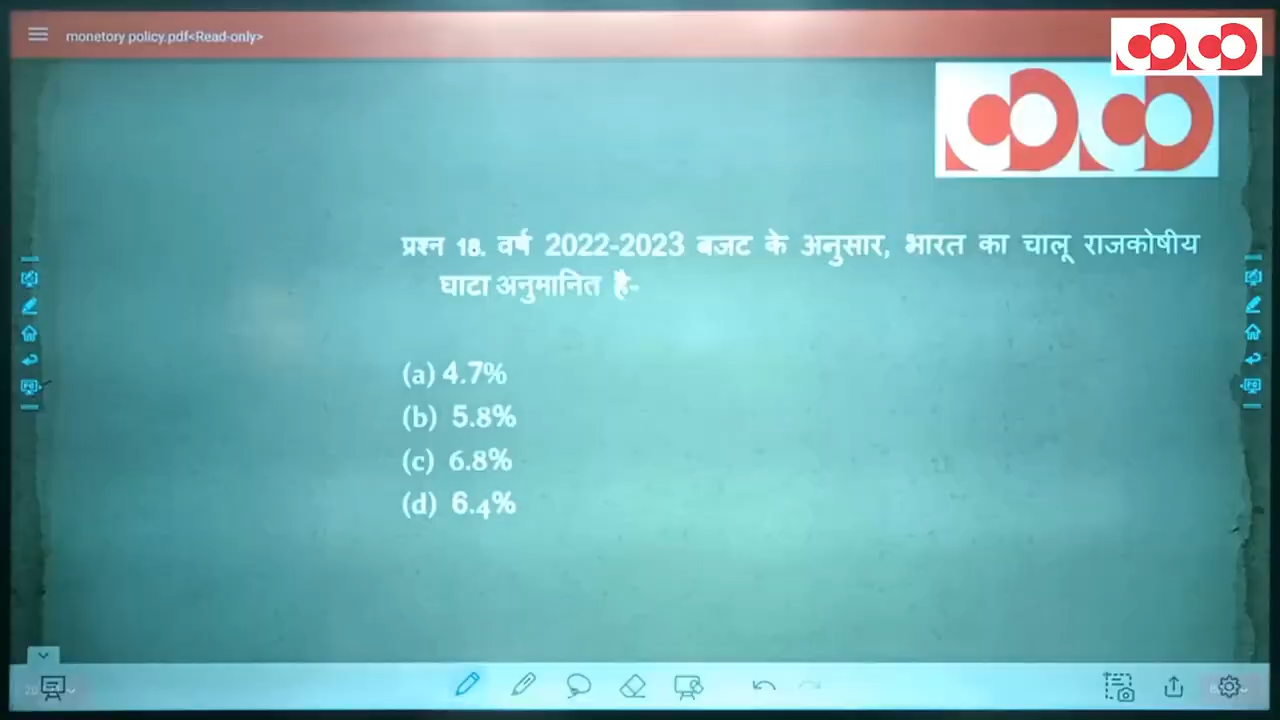 monetory policy.pdf<Read-only>
प्रश्न 18. वर्ष 2022-2023 बजट के अनुसार, भारत का चालू राजकोषीय
घाटा अनुमानित है-
(a) 4.7%
(b) 5.8%
(c) 6.8%
(d) 6.4%